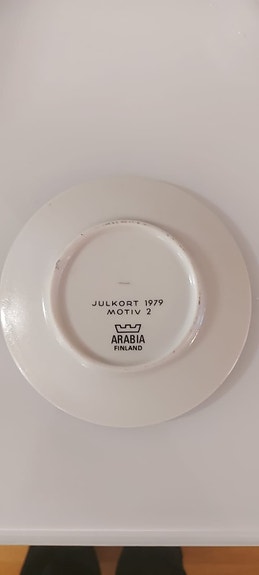 JULKORT 1979
MOTIV 2
ARABIA
FINLAND